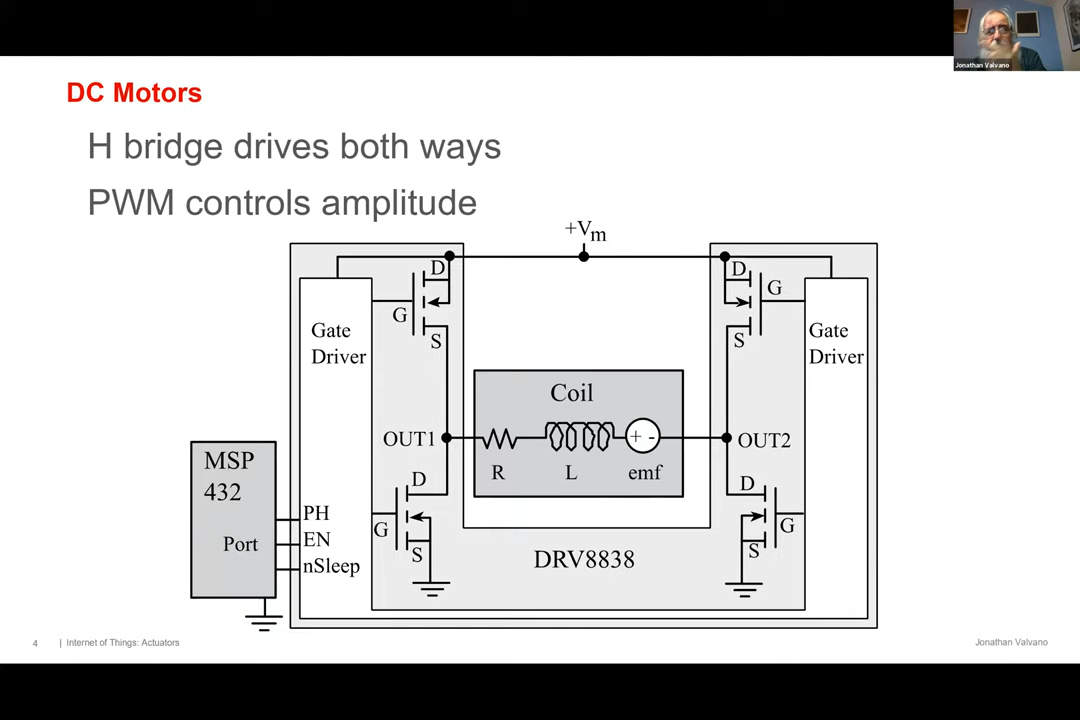 Jonathan Valvano
DC Motors
H bridge drives both ways
PWM controls amplitude
+Vm
D
D
G
G
S
S
Gate
Driver
Gate
Driver
Coil
+ -
OUT1
OUT2
R
L
emf
MSP
432
Port
PH
EN
nSleep
D
D
G
G
S
S
DRV8838
4 | Internet of Things: Actuators
Jonathan Valvano